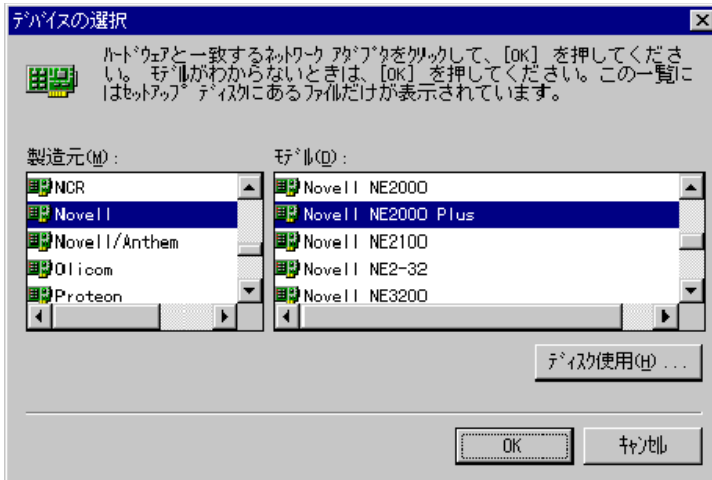 デバイスの選択
ﾊｰﾄﾞｳｪｱと一致するﾈｯﾄﾜｰｸ ｱﾀﾞﾌﾟﾀをｸﾘｯｸして、[OK] を押してくださ
い。 ﾓﾃﾞﾙがわからないときは、[OK] を押してください。この一覧に
はｾｯﾄｱｯﾌﾟ ﾃﾞｨｽｸにあるﾌｧｲﾙだけが表示されています。
製造元(M):
ﾓﾃﾞﾙ(D):
NCR
Novell
Novell/Anthem
Olicom
Proteon
Novell NE2000
Novell NE2000 Plus
Novell NE2100
Novell NE2-32
Novell NE3200
ﾃﾞｨｽｸ使用(H)...
OK
ｷｬﾝｾﾙ